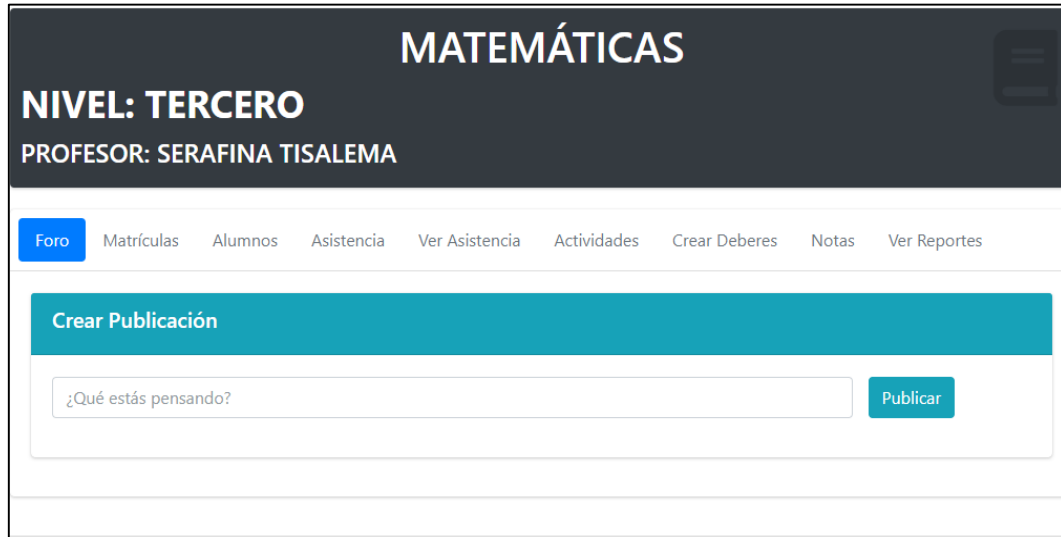 MATEMÁTICAS
NIVEL: TERCERO
PROFESOR: SERAFINA TISALEMA
Foro Matrículas Alumnos Asistencia Ver Asistencia Actividades Crear Deberes Notas Ver Reportes
Crear Publicación
¿Qué estás pensando? Publicar